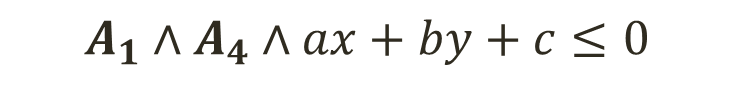 𝑨₁ ∧ 𝑨₄ ∧ 𝑎𝑥 + 𝑏𝑦 + 𝑐 ≤ 0